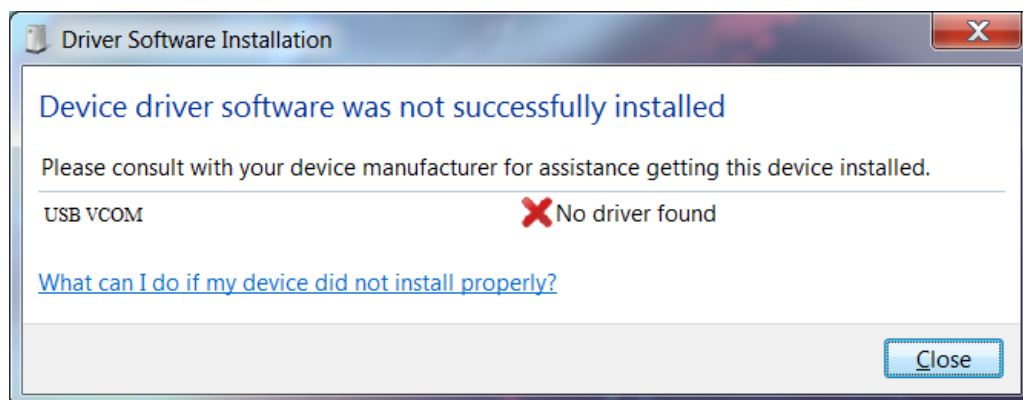 Driver Software Installation
Device driver software was not successfully installed
Please consult with your device manufacturer for assistance getting this device installed.
USB VCOM No driver found
What can I do if my device did not install properly?
Close